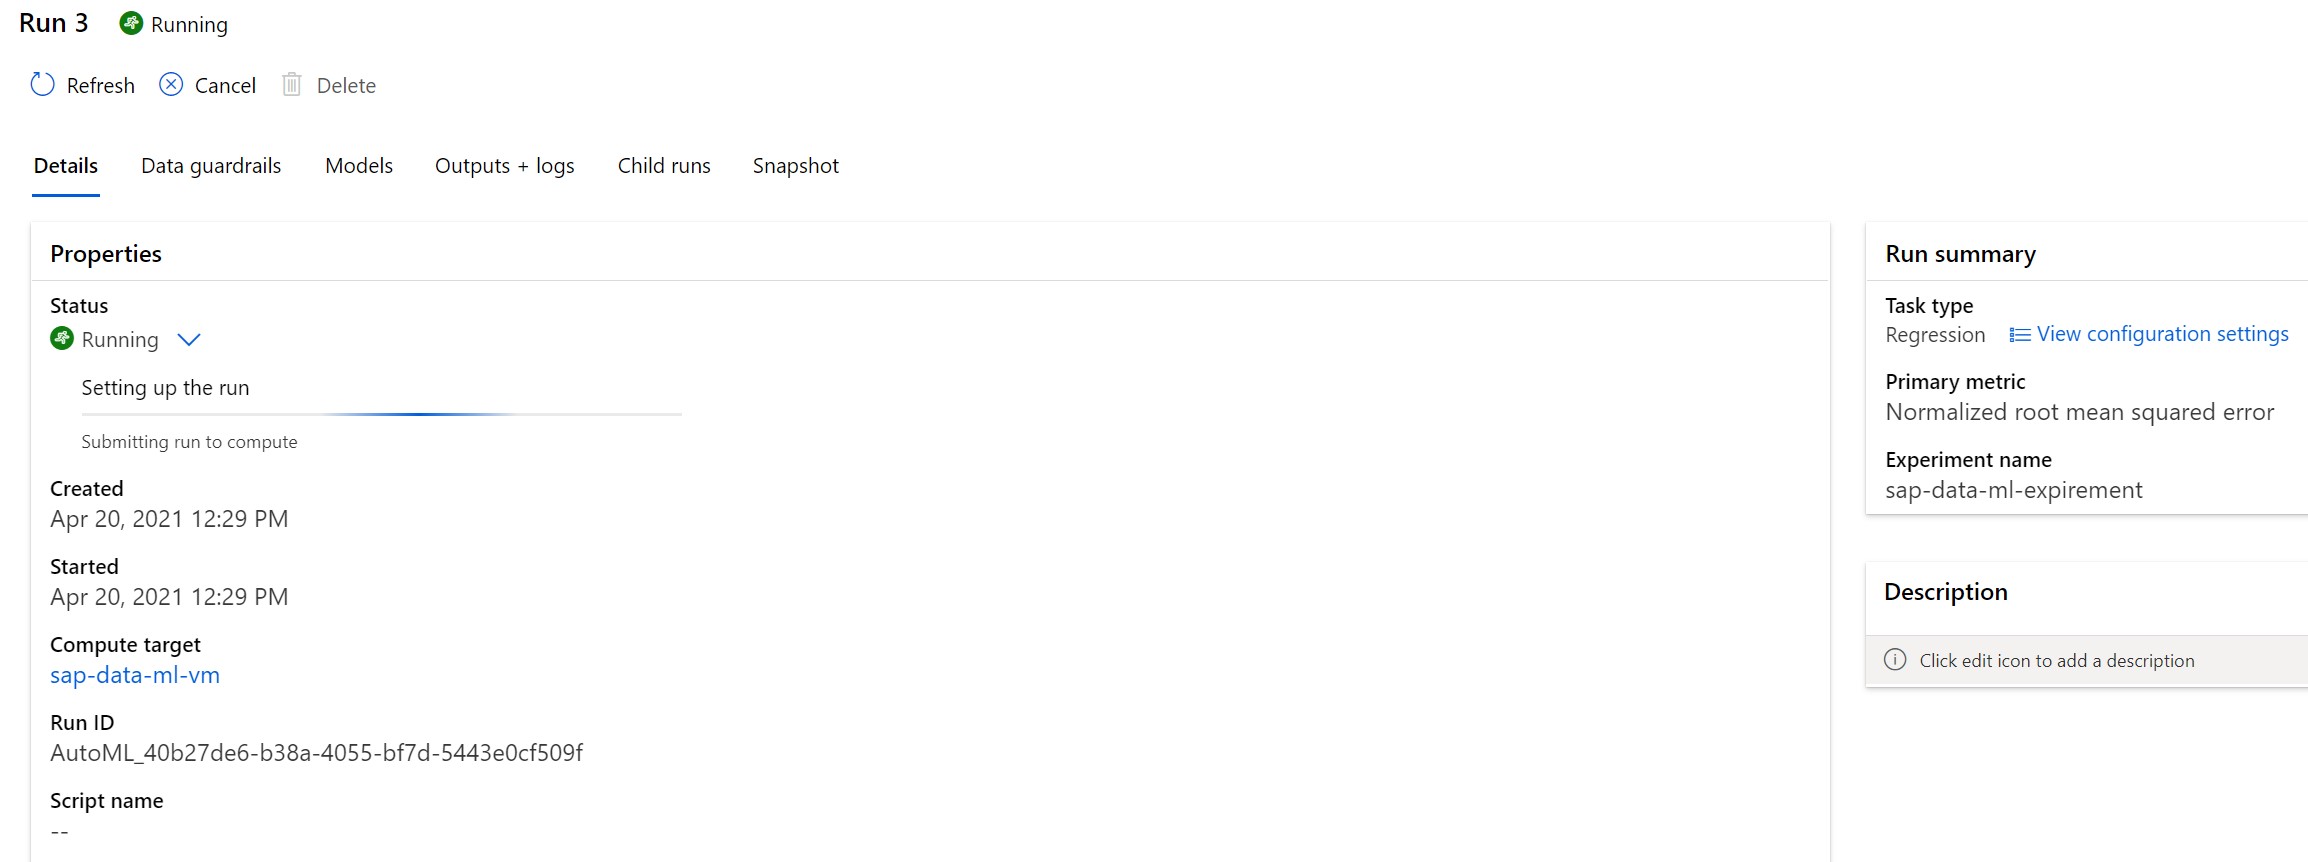 Run 3 Running
Refresh Cancel Delete
Details Data guardrails Models Outputs + logs Child runs Snapshot
Properties
Status
Running
Setting up the run
Submitting run to compute
Created
Apr 20, 2021 12:29 PM
Started
Apr 20, 2021 12:29 PM
Compute target
sap-data-ml-vm
Run ID
AutoML_40b27de6-b38a-4055-bf7d-5443e0cf509f
Script name
--
Run summary
Task type
Regression View configuration settings
Primary metric
Normalized root mean squared error
Experiment name
sap-data-ml-expirement
Description
Click edit icon to add a description